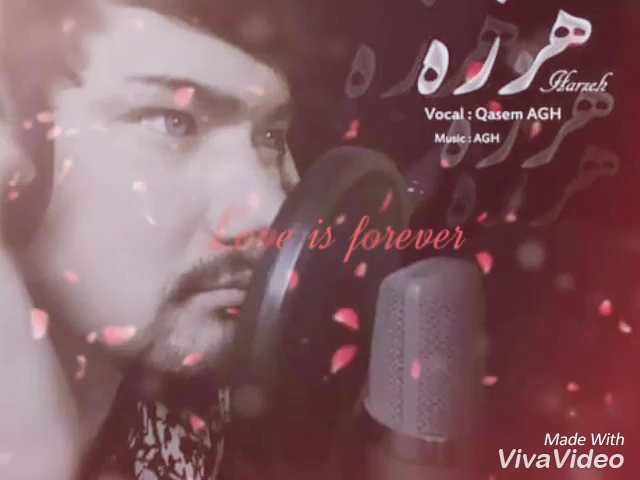 هرزه
Harzeh
Vocal : Qasem AGH
Music : AGH
Love is forever
Made With
VivaVideo